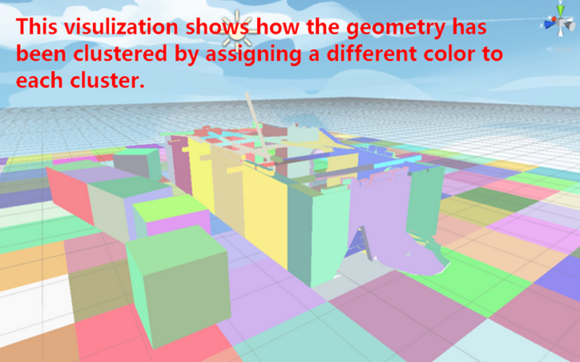 This visulization shows how the geometry has
been clustered by assigning a different color to
each cluster.